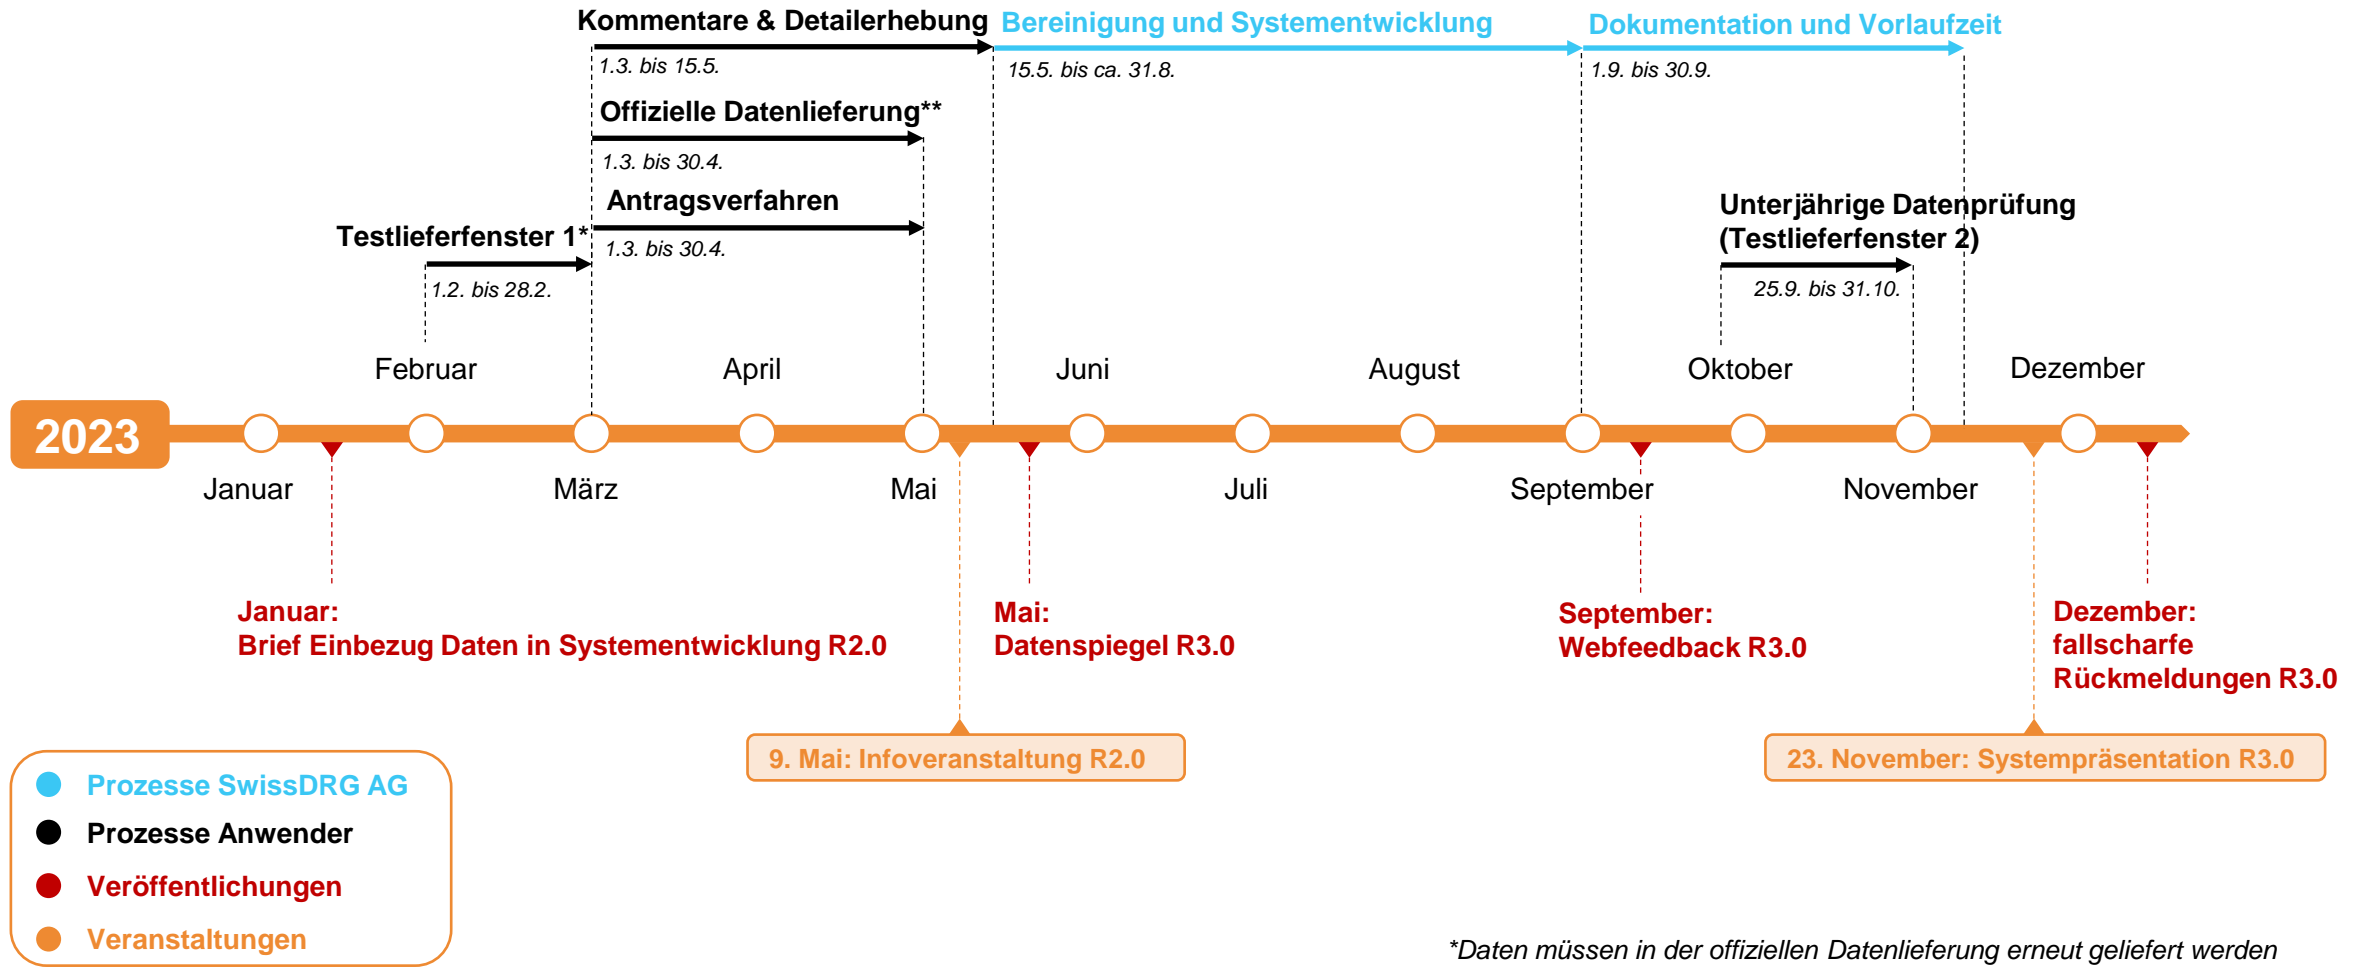 Kommentare & Detailerhebung
1.3. bis 15.5.
Bereinigung und Systementwicklung
15.5. bis ca. 31.8.
Dokumentation und Vorlaufzeit
1.9. bis 30.9.
Offizielle Datenlieferung**
1.3. bis 30.4.
Antragsverfahren
1.3. bis 30.4.
Testlieferfenster 1*
1.2. bis 28.2.
Unterjährige Datenprüfung
(Testlieferfenster 2)
25.9. bis 31.10.
Februar
April
Juni
August
Oktober
Dezember
2023
Januar
März
Mai
Juli
September
November
Januar:
Brief Einbezug Daten in Systementwicklung R2.0
Mai:
Datenspiegel R3.0
September:
Webfeedback R3.0
Dezember:
fallscharfe
Rückmeldungen R3.0
9. Mai: Infoveranstaltung R2.0
23. November: Systempräsentation R3.0
Prozesse SwissDRG AG
Prozesse Anwender
Veröffentlichungen
Veranstaltungen
*Daten müssen in der offiziellen Datenlieferung erneut geliefert werden